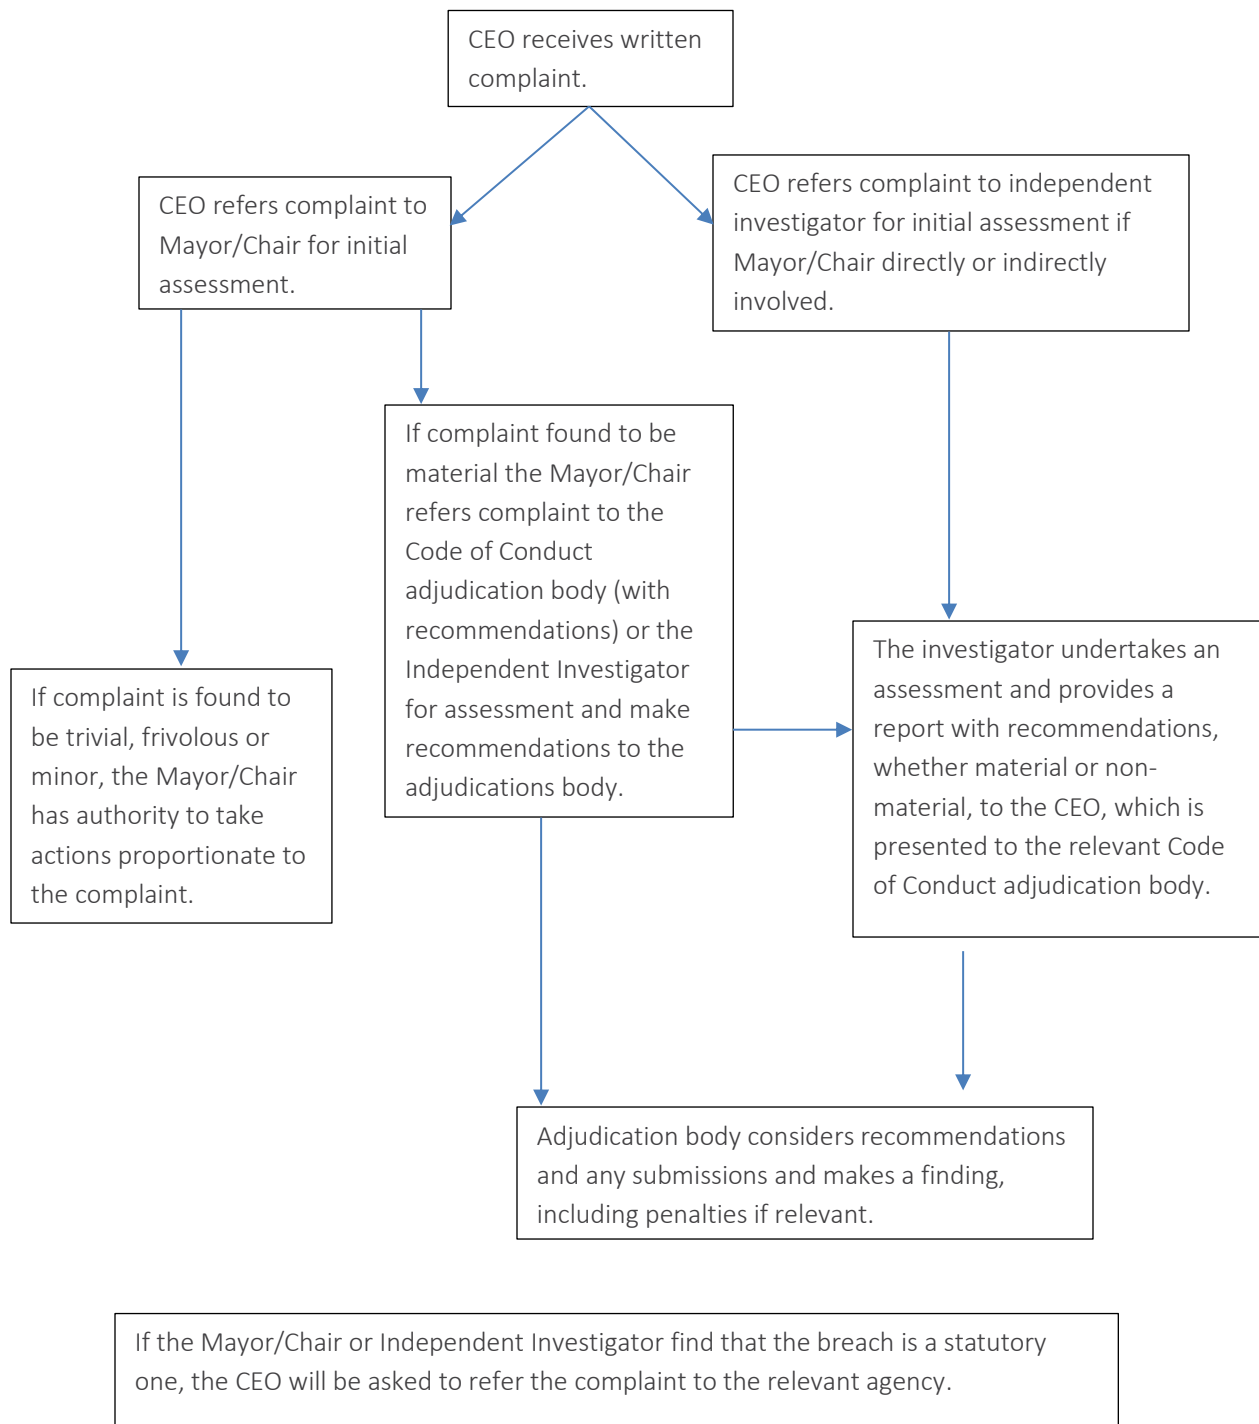 CEO receives written
complaint.
CEO refers complaint to
Mayor/Chair for initial
assessment.
CEO refers complaint to independent
investigator for initial assessment if
Mayor/Chair directly or indirectly
involved.
If complaint found to be
material the Mayor/Chair
refers complaint to the
Code of Conduct
adjudication body (with
recommendations) or the
Independent Investigator
for assessment and make
recommendations to the
adjudications body.
If complaint is found to
be trivial, frivolous or
minor, the Mayor/Chair
has authority to take
actions proportionate to
the complaint.
The investigator undertakes an
assessment and provides a
report with recommendations,
whether material or non-
material, to the CEO, which is
presented to the relevant Code
of Conduct adjudication body.
Adjudication body considers recommendations
and any submissions and makes a finding,
including penalties if relevant.
If the Mayor/Chair or Independent Investigator find that the breach is a statutory
one, the CEO will be asked to refer the complaint to the relevant agency.